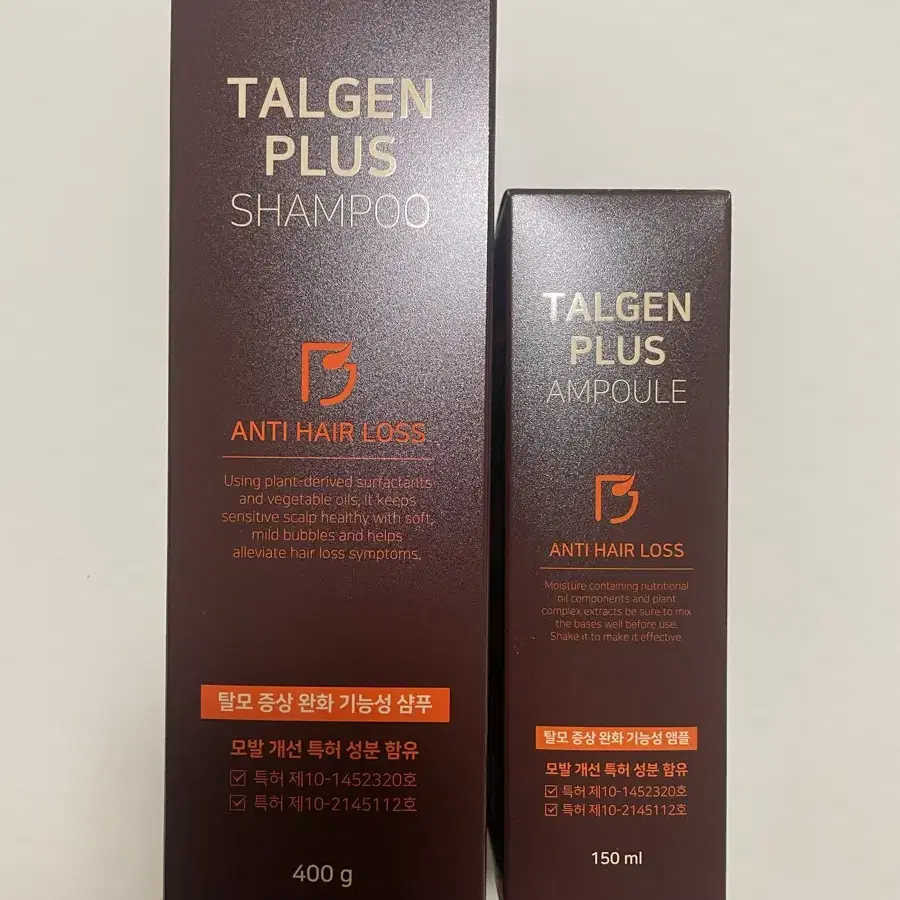 TALGEN
PLUS
SHAMPOO
ANTI HAIR LOSS
Using plant-derived surfactants
and vegetable oils, it keeps
sensitive scalp healthy with soft,
mild bubbles and helps
alleviate hair loss symptoms.
탈모 증상 완화 기능성 샴푸
모발 개선 특허 성분 함유
특허 제10-1452320호
특허 제10-2145112호
400 g
TALGEN
PLUS
AMPOULE
ANTI HAIR LOSS
Moisture containing nutritional
oil components and plant
complex extracts be sure to mix
the bases well before use.
Shake it to make it effective.
탈모 증상 완화 기능성 앰플
모발 개선 특허 성분 함유
특허 제10-1452320호
특허 제10-2145112호
150 ml